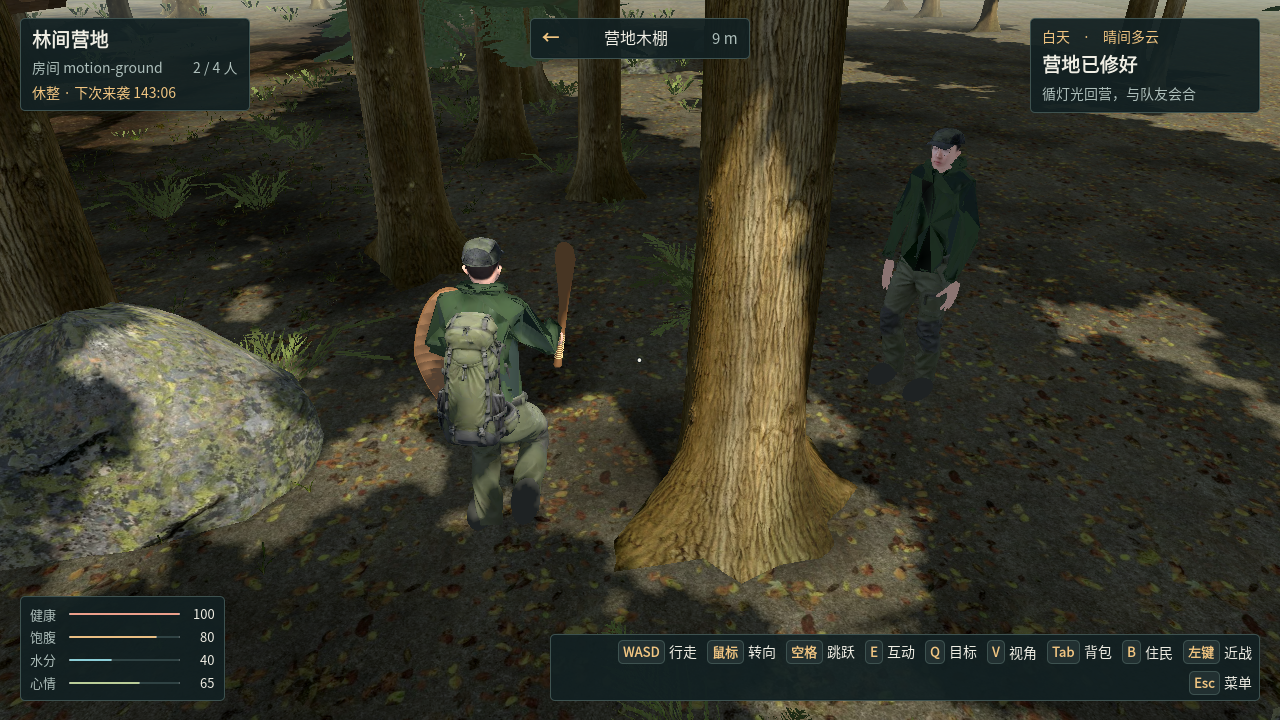 林间营地
房间 motion-ground 2 / 4 人
休整 · 下次来袭 143:06
← 营地木棚 9 m
白天 · 晴间多云
营地已修好
循灯光回营，与队友会合
健康 100
饱腹 80
水分 40
心情 65
WASD 行走 鼠标 转向 空格 跳跃 E 互动 Q 目标 V 视角 Tab 背包 B 住民 左键 近战
Esc 菜单